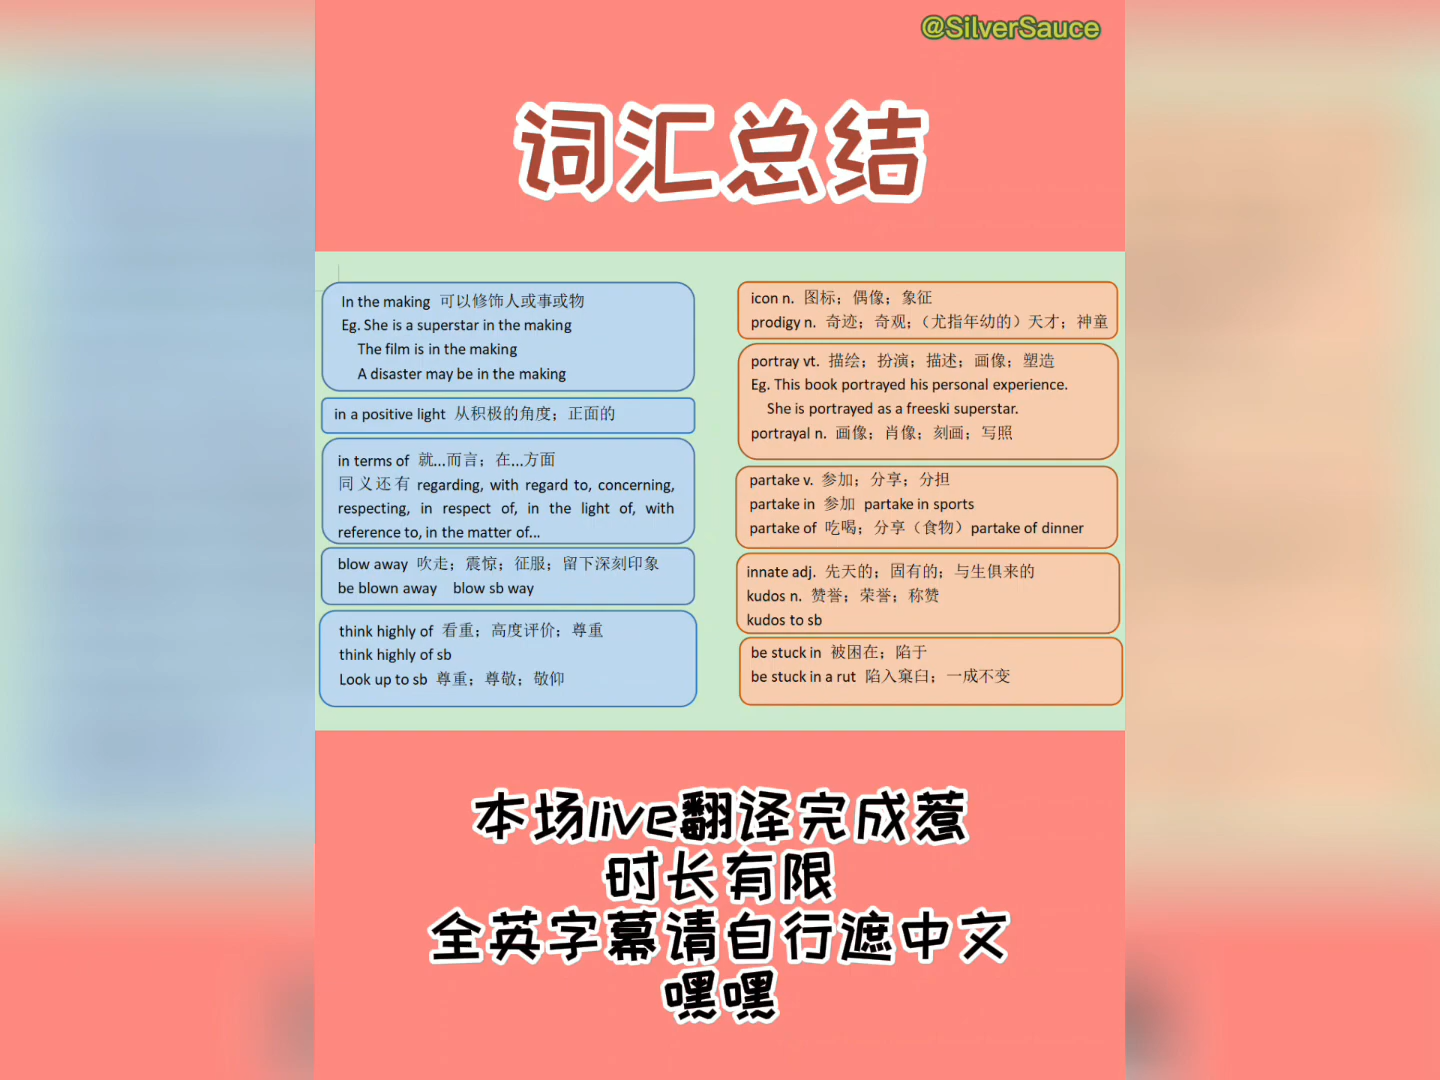 @SilverSauce
词汇总结
In the making 可以修饰人或事或物
Eg. She is a superstar in the making
The film is in the making
A disaster may be in the making
in a positive light 从积极的角度；正面的
in terms of 就...而言；在...方面
同义还有 regarding, with regard to, concerning,
respecting, in respect of, in the light of, with
reference to, in the matter of...
blow away 吹走；震惊；征服；留下深刻印象
be blown away blow sb way
think highly of 看重；高度评价；尊重
think highly of sb
Look up to sb 尊重；尊敬；敬仰
icon n. 图标；偶像；象征
prodigy n. 奇迹；奇观；（尤指年幼的）天才；神童
portray vt. 描绘；扮演；描述；画像；塑造
Eg. This book portrayed his personal experience.
She is portrayed as a freeski superstar.
portrayal n. 画像；肖像；刻画；写照
partake v. 参加；分享；分担
partake in 参加 partake in sports
partake of 吃喝；分享（食物）partake of dinner
innate adj. 先天的；固有的；与生俱来的
kudos n. 赞誉；荣誉；称赞
kudos to sb
be stuck in 被困在；陷于
be stuck in a rut 陷入窠臼；一成不变
本场live翻译完成惹
时长有限
全英字幕请自行遮中文
嘿嘿